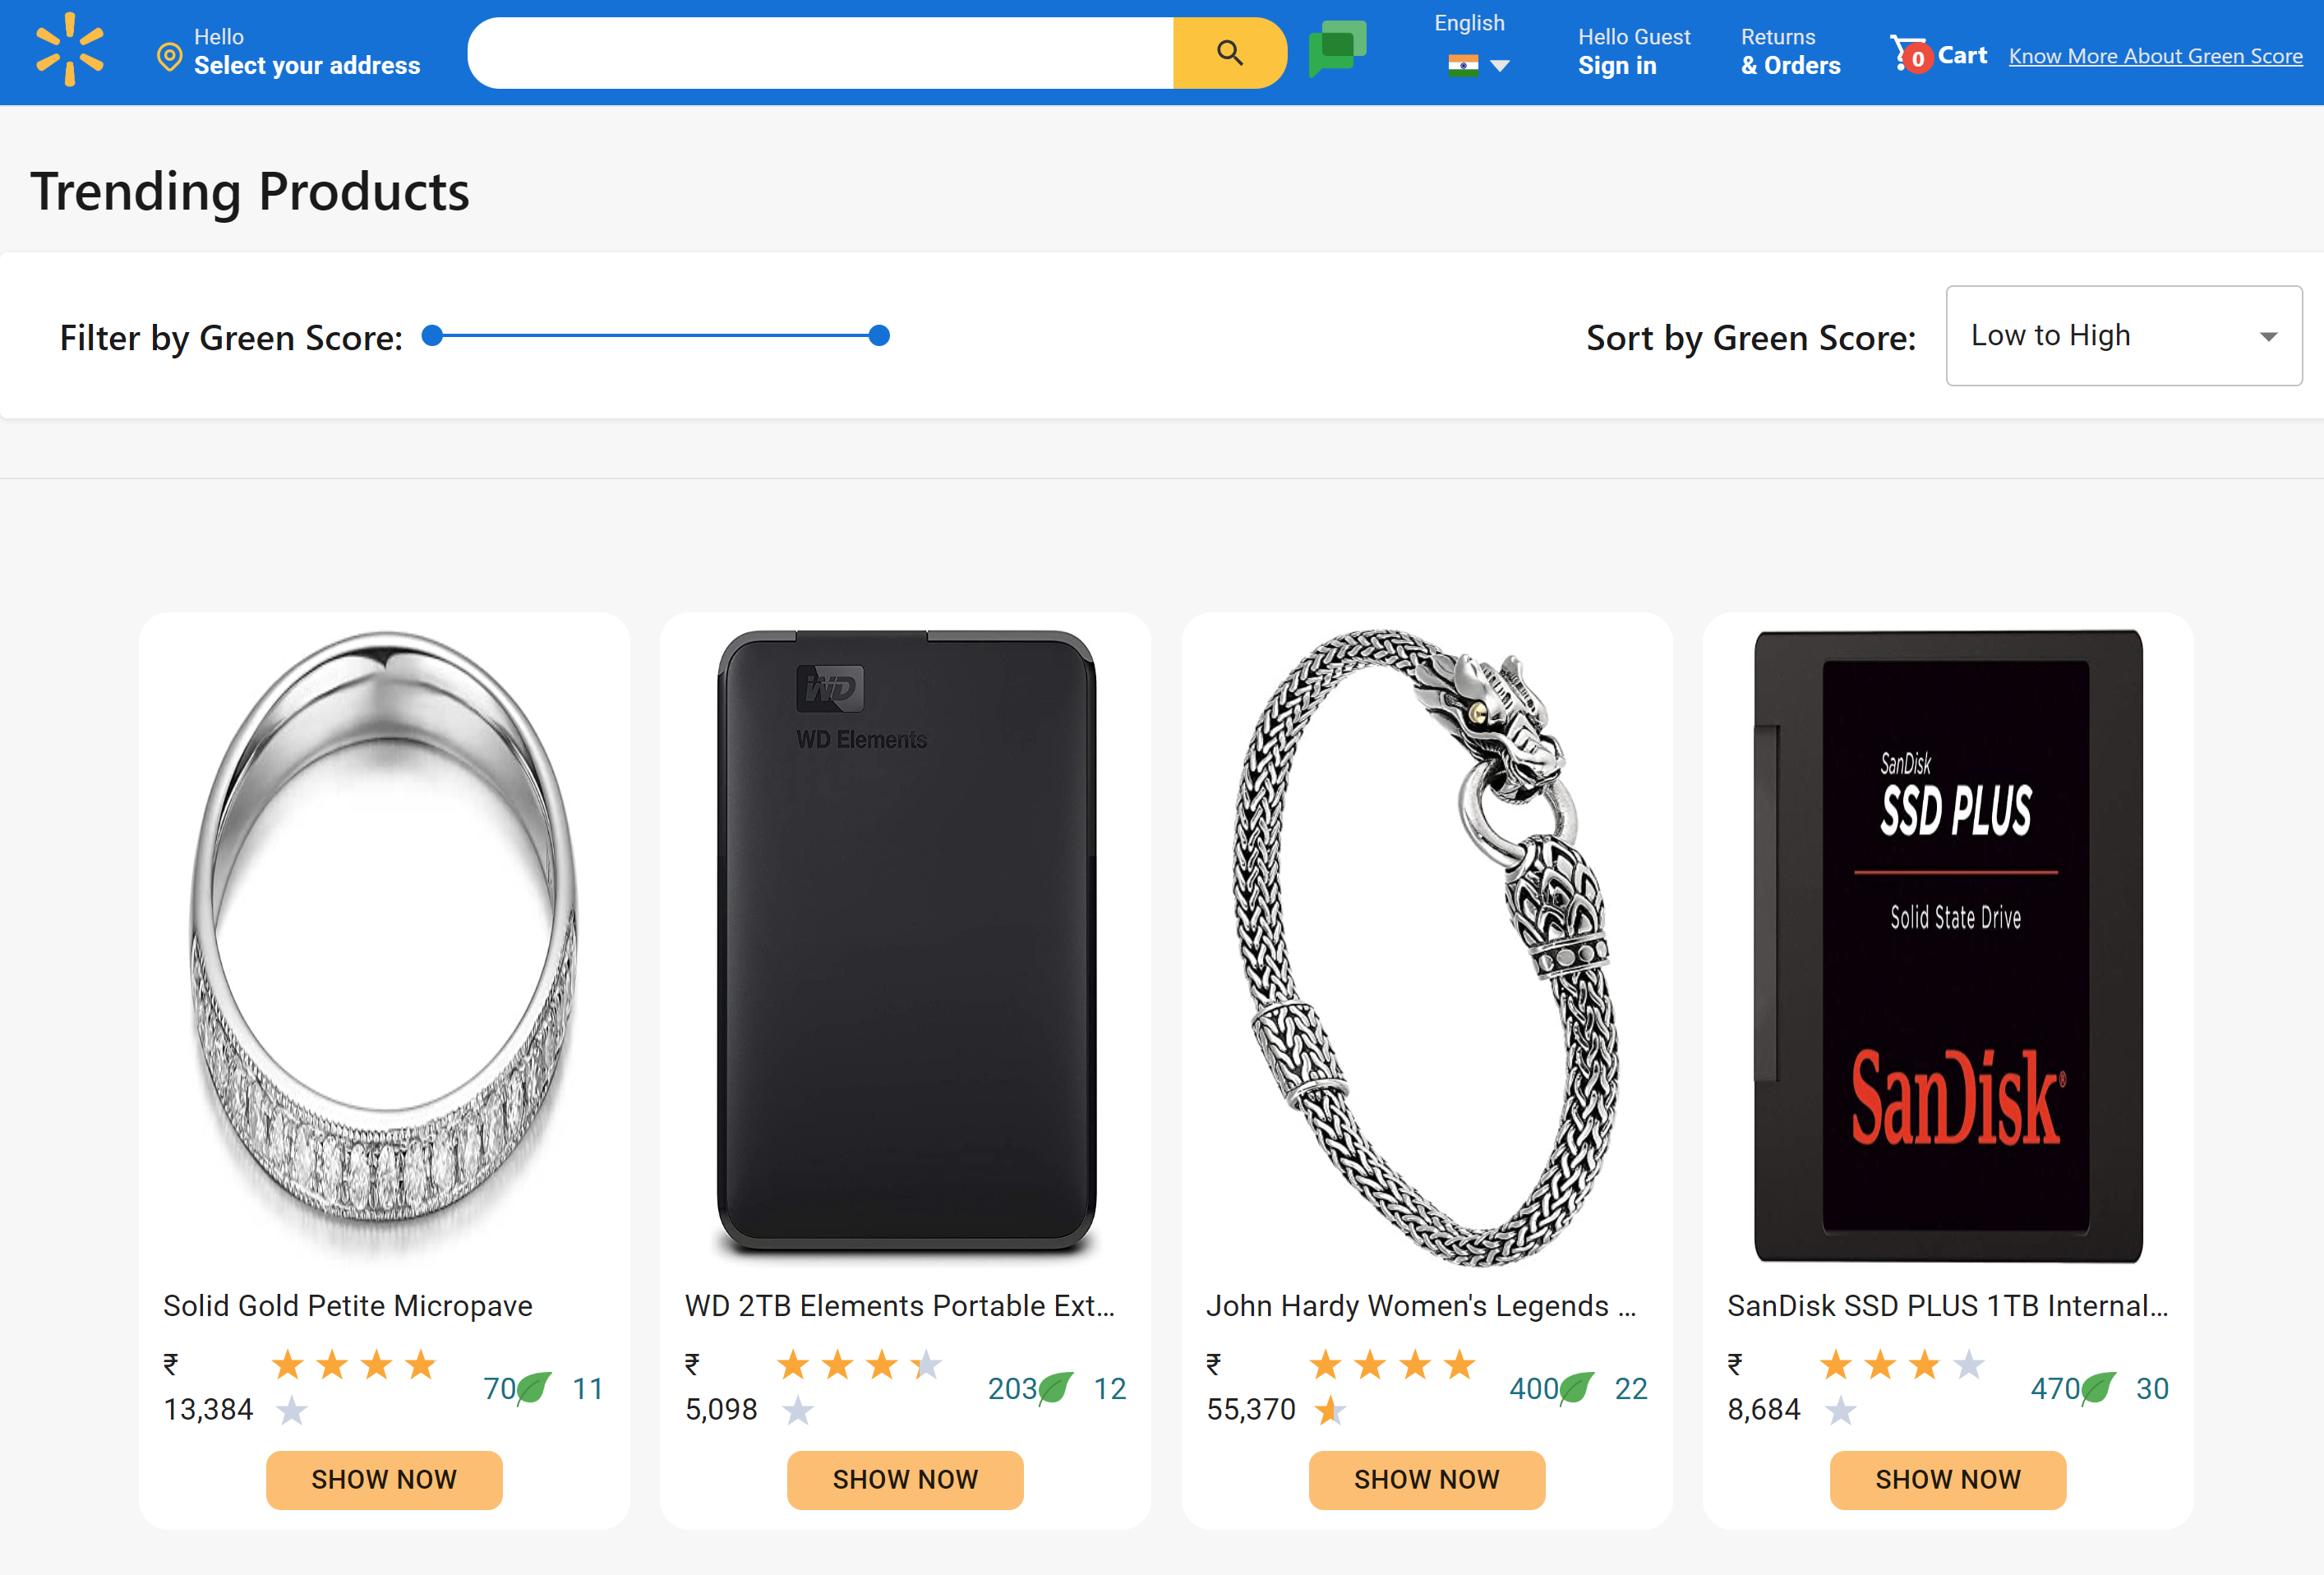 Hello
Select your address
English
Hello Guest
Sign in
Returns
& Orders
0
Cart
Know More About Green Score
Trending Products
Filter by Green Score:
Sort by Green Score:
Low to High
WD
WD Elements
SanDisk
SSD PLUS
Solid State Drive
SanDisk®
Solid Gold Petite Micropave
₹
13,384
70
11
SHOW NOW
WD 2TB Elements Portable Ext...
₹
5,098
203
12
SHOW NOW
John Hardy Women's Legends ...
₹
55,370
400
22
SHOW NOW
SanDisk SSD PLUS 1TB Internal...
₹
8,684
470
30
SHOW NOW